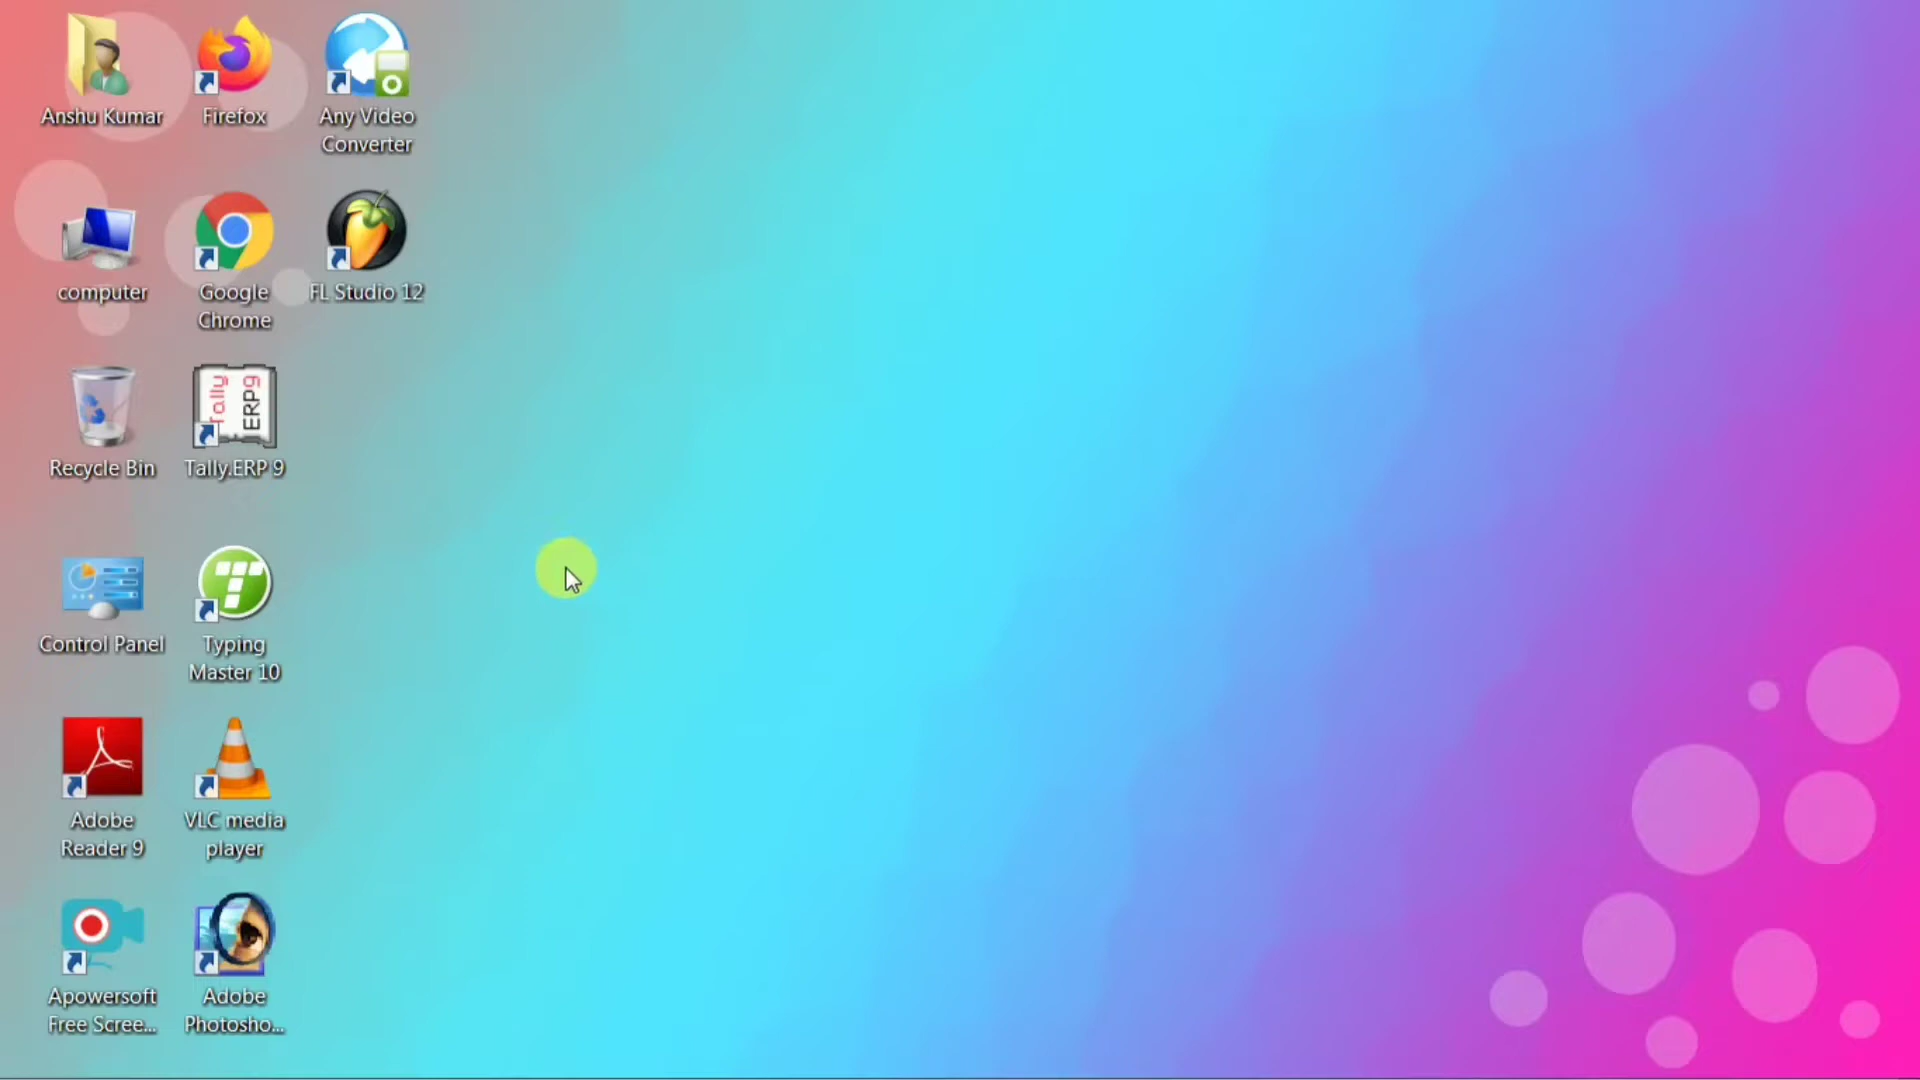 Anshu Kumar
Firefox
Any Video
Converter
computer
Google
Chrome
FL Studio 12
Recycle Bin
Tally
ERP9
Tally.ERP 9
Control Panel
Typing
Master 10
Adobe
Reader 9
VLC media
player
Apowersoft
Free Scree...
Adobe
Photosho...